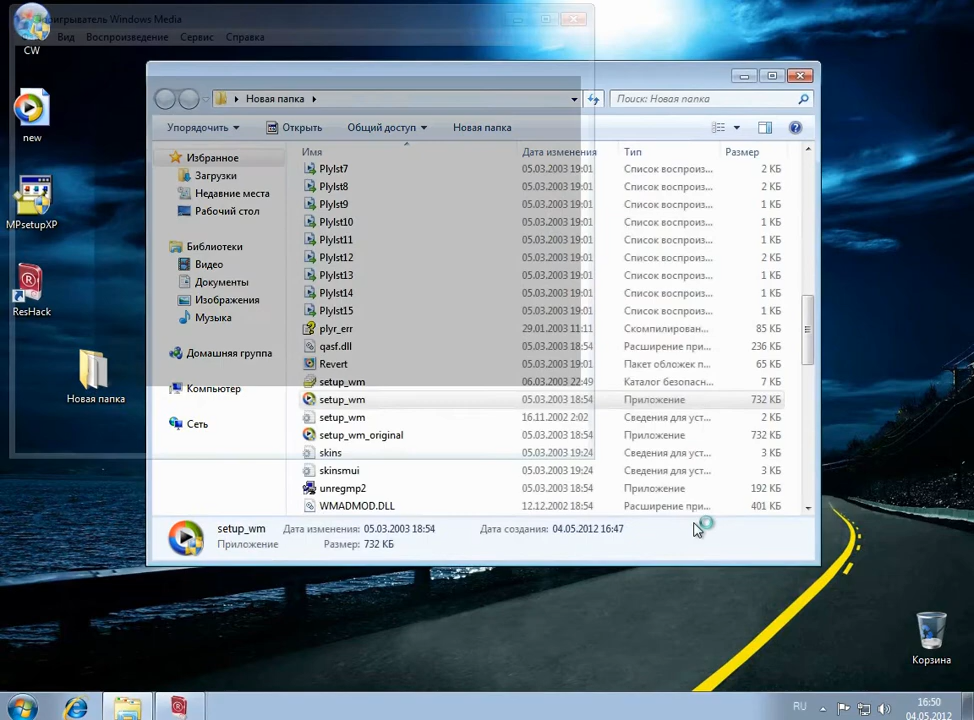 Проигрыватель Windows Media
Вид Воспроизведение Сервис Справка
CW
new
MPsetupXP
ResHack
Новая папка
Новая папка
Поиск: Новая папка
Упорядочить Открыть Общий доступ Новая папка
Избранное
Загрузки
Недавние места
Рабочий стол
Библиотеки
Видео
Документы
Изображения
Музыка
Домашняя группа
Компьютер
Сеть
Имя Дата изменения Тип Размер
Plylst7 05.03.2003 19:01 Список воспроиз... 2 КБ
Plylst8 05.03.2003 19:01 Список воспроиз... 2 КБ
Plylst9 05.03.2003 19:01 Список воспроиз... 1 КБ
Plylst10 05.03.2003 19:01 Список воспроиз... 1 КБ
Plylst11 05.03.2003 19:01 Список воспроиз... 1 КБ
Plylst12 05.03.2003 19:01 Список воспроиз... 1 КБ
Plylst13 05.03.2003 19:01 Список воспроиз... 1 КБ
Plylst14 05.03.2003 19:01 Список воспроиз... 1 КБ
Plylst15 05.03.2003 19:01 Список воспроиз... 1 КБ
plyr_err 29.01.2003 11:11 Скомпилирован... 85 КБ
qasf.dll 05.03.2003 18:54 Расширение при... 236 КБ
Revert 05.03.2003 19:01 Пакет обложек п... 65 КБ
setup_wm 06.03.2003 22:49 Каталог безопасн... 7 КБ
setup_wm 05.03.2003 18:54 Приложение 732 КБ
setup_wm 16.11.2002 2:02 Сведения для уст... 2 КБ
setup_wm_original 05.03.2003 18:54 Приложение 732 КБ
skins 05.03.2003 19:24 Сведения для уст... 3 КБ
skinsmui 05.03.2003 19:24 Сведения для уст... 3 КБ
unregmp2 05.03.2003 18:54 Приложение 192 КБ
WMADMOD.DLL 12.12.2002 18:54 Расширение при... 401 КБ
setup_wm Дата изменения: 05.03.2003 18:54 Дата создания: 04.05.2012 16:47
Приложение Размер: 732 КБ
Корзина
RU
16:50
04.05.2012